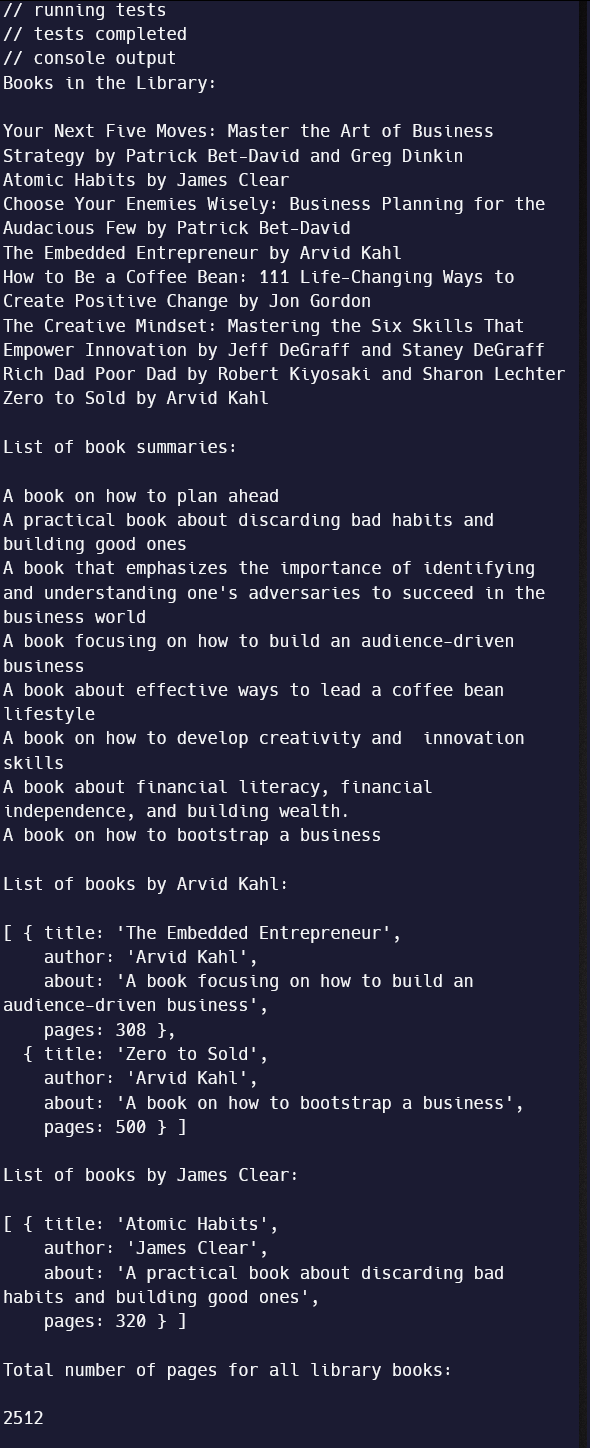 // running tests
// tests completed
// console output
Books in the Library:
Your Next Five Moves: Master the Art of Business
Strategy by Patrick Bet-David and Greg Dinkin
Atomic Habits by James Clear
Choose Your Enemies Wisely: Business Planning for the
Audacious Few by Patrick Bet-David
The Embedded Entrepreneur by Arvid Kahl
How to Be a Coffee Bean: 111 Life-Changing Ways to
Create Positive Change by Jon Gordon
The Creative Mindset: Mastering the Six Skills That
Empower Innovation by Jeff DeGraff and Staney DeGraff
Rich Dad Poor Dad by Robert Kiyosaki and Sharon Lechter
Zero to Sold by Arvid Kahl
List of book summaries:
A book on how to plan ahead
A practical book about discarding bad habits and
building good ones
A book that emphasizes the importance of identifying
and understanding one's adversaries to succeed in the
business world
A book focusing on how to build an audience-driven
business
A book about effective ways to lead a coffee bean
lifestyle
A book on how to develop creativity and  innovation
skills
A book about financial literacy, financial
independence, and building wealth.
A book on how to bootstrap a business
List of books by Arvid Kahl:
[ { title: 'The Embedded Entrepreneur',
    author: 'Arvid Kahl',
    about: 'A book focusing on how to build an
audience-driven business',
    pages: 308 },
  { title: 'Zero to Sold',
    author: 'Arvid Kahl',
    about: 'A book on how to bootstrap a business',
    pages: 500 } ]
List of books by James Clear:
[ { title: 'Atomic Habits',
    author: 'James Clear',
    about: 'A practical book about discarding bad
habits and building good ones',
    pages: 320 } ]
Total number of pages for all library books:
2512